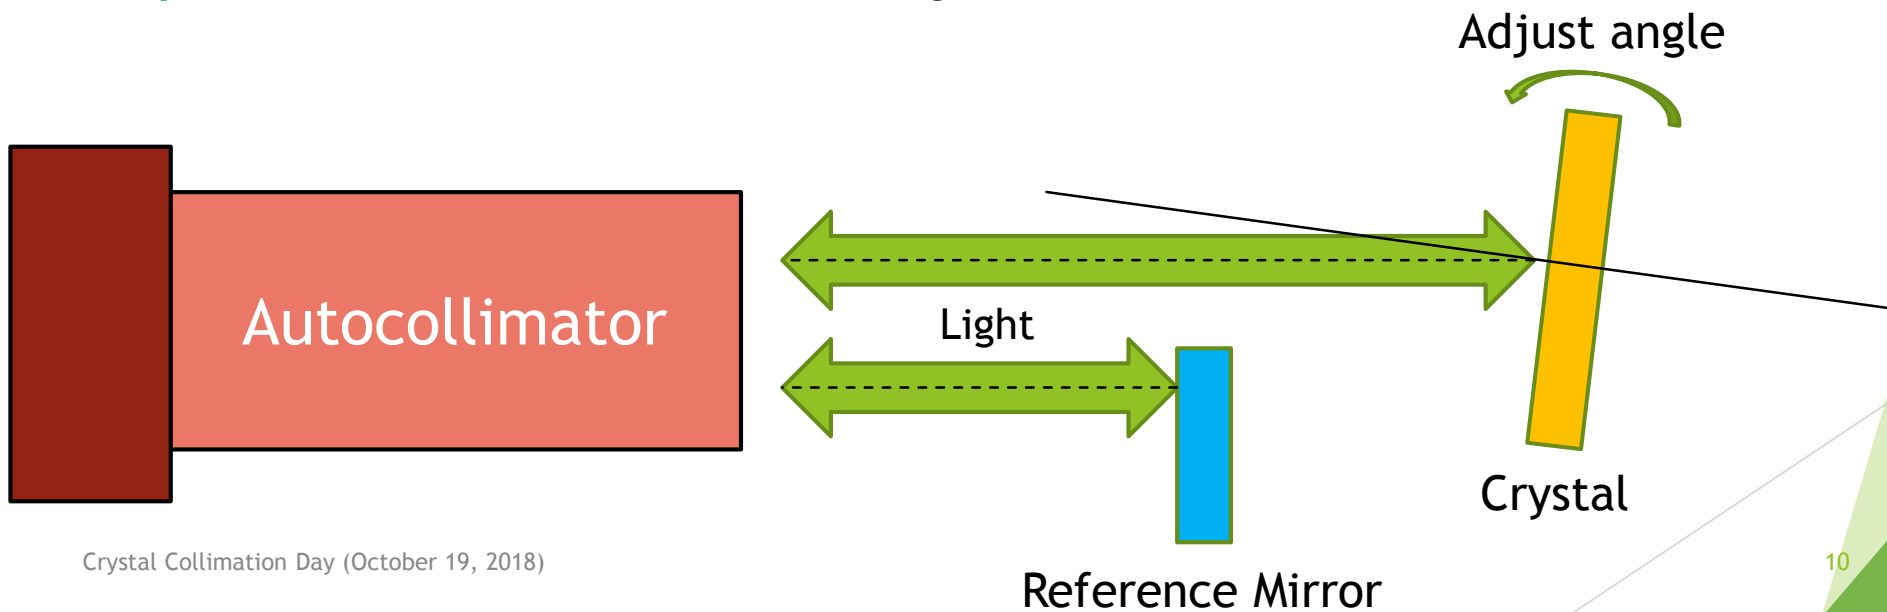 Adjust angle
Autocollimator
Light
Crystal
Crystal Collimation Day (October 19, 2018)
10
Reference Mirror